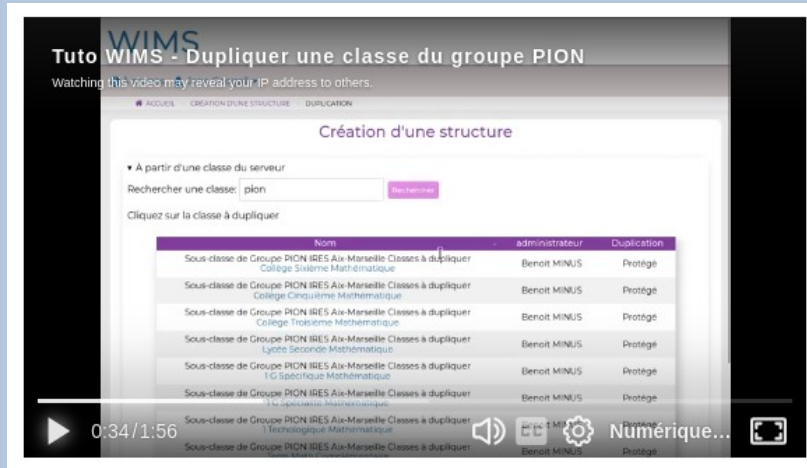 WIMS
Tuto WIMS - Dupliquer une classe du groupe PION
Watching this video may reveal your IP address to others.
ACCUEIL CRÉATION D'UNE STRUCTURE DUPLICATION
Création d'une structure
▾ A partir d'une classe du serveur
Rechercher une classe: pion Rechercher
Cliquez sur la classe à dupliquer
Nom - administrateur Duplication
Sous-classe de Groupe PION IRES Aix-Marseille Classes à dupliquer
Collège Sixième Mathématique Benoit MINUS Protégé
Sous-classe de Groupe PION IRES Aix-Marseille Classes à dupliquer
Collège Cinquième Mathématique Benoit MINUS Protégé
Sous-classe de Groupe PION IRES Aix-Marseille Classes à dupliquer
Collège Troisième Mathématique Benoit MINUS Protégé
Sous-classe de Groupe PION IRES Aix-Marseille Classes à dupliquer
Lycée Seconde Mathématique Benoit MINUS Protégé
Sous-classe de Groupe PION IRES Aix-Marseille Classes à dupliquer
1 G Spécifique Mathématique Benoit MINUS Protégé
Sous-classe de Groupe PION IRES Aix-Marseille Classes à dupliquer
1 G Spécialité Mathématique Benoit MINUS Protégé
Sous-classe de Groupe PION IRES Aix-Marseille Classes à dupliquer
1 Technologique Mathématique
0:34/1:56 CC Numérique...
Sous-classe de Groupe PION IRES Aix-Marseille Classes à dupliquer
Benoit MINUS Protégé